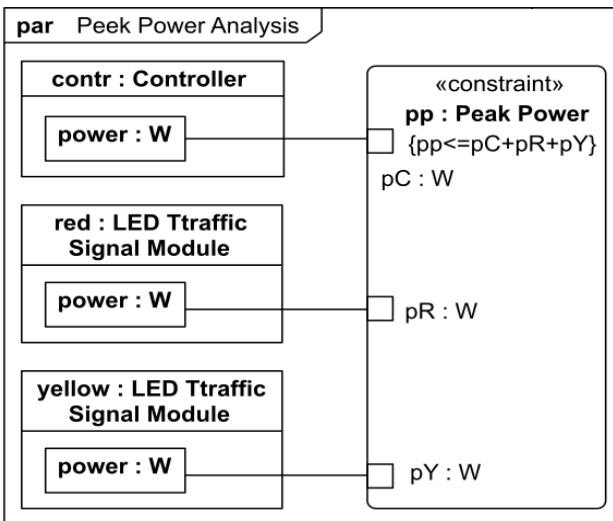 par Peek Power Analysis
contr : Controller
power : W
«constraint»
pp : Peak Power
{pp<=pC+pR+pY}
pC : W
red : LED Ttraffic
Signal Module
power : W
pR : W
yellow : LED Ttraffic
Signal Module
power : W
pY : W